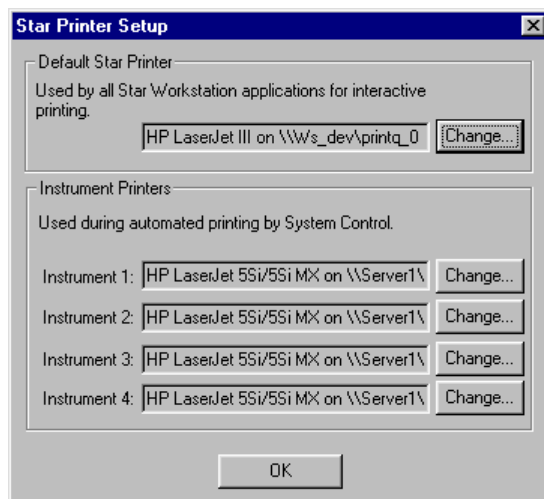 Star Printer Setup
Default Star Printer
Used by all Star Workstation applications for interactive
printing.
HP LaserJet III on \\Ws_dev\printq_0 Change...
Instrument Printers
Used during automated printing by System Control.
Instrument 1: HP LaserJet 5Si/5Si MX on \\Server1\ Change...
Instrument 2: HP LaserJet 5Si/5Si MX on \\Server1\ Change...
Instrument 3: HP LaserJet 5Si/5Si MX on \\Server1\ Change...
Instrument 4: HP LaserJet 5Si/5Si MX on \\Server1\ Change...
OK